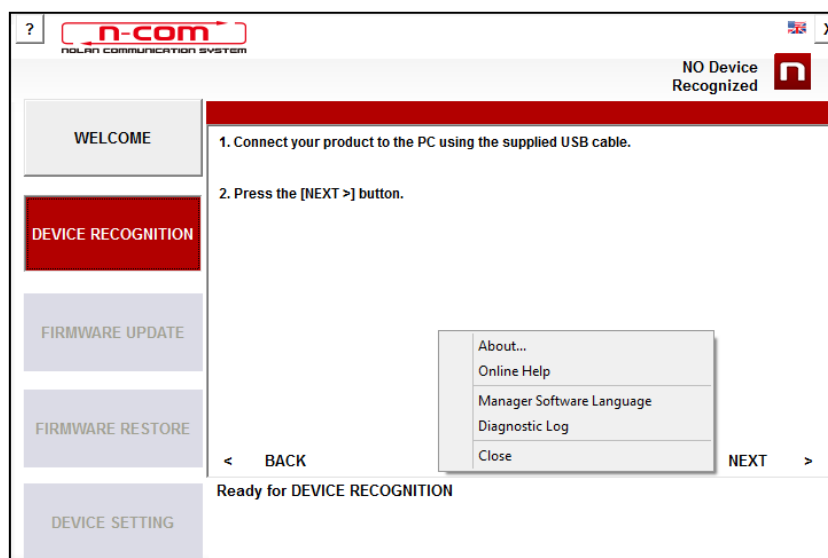 ?
n-com
NOLAN COMMUNICATION SYSTEM
X
NO Device
Recognized
n
WELCOME
DEVICE RECOGNITION
FIRMWARE UPDATE
FIRMWARE RESTORE
DEVICE SETTING
1. Connect your product to the PC using the supplied USB cable.
2. Press the [NEXT >] button.
About...
Online Help
Manager Software Language
Diagnostic Log
Close
< BACK
NEXT >
Ready for DEVICE RECOGNITION